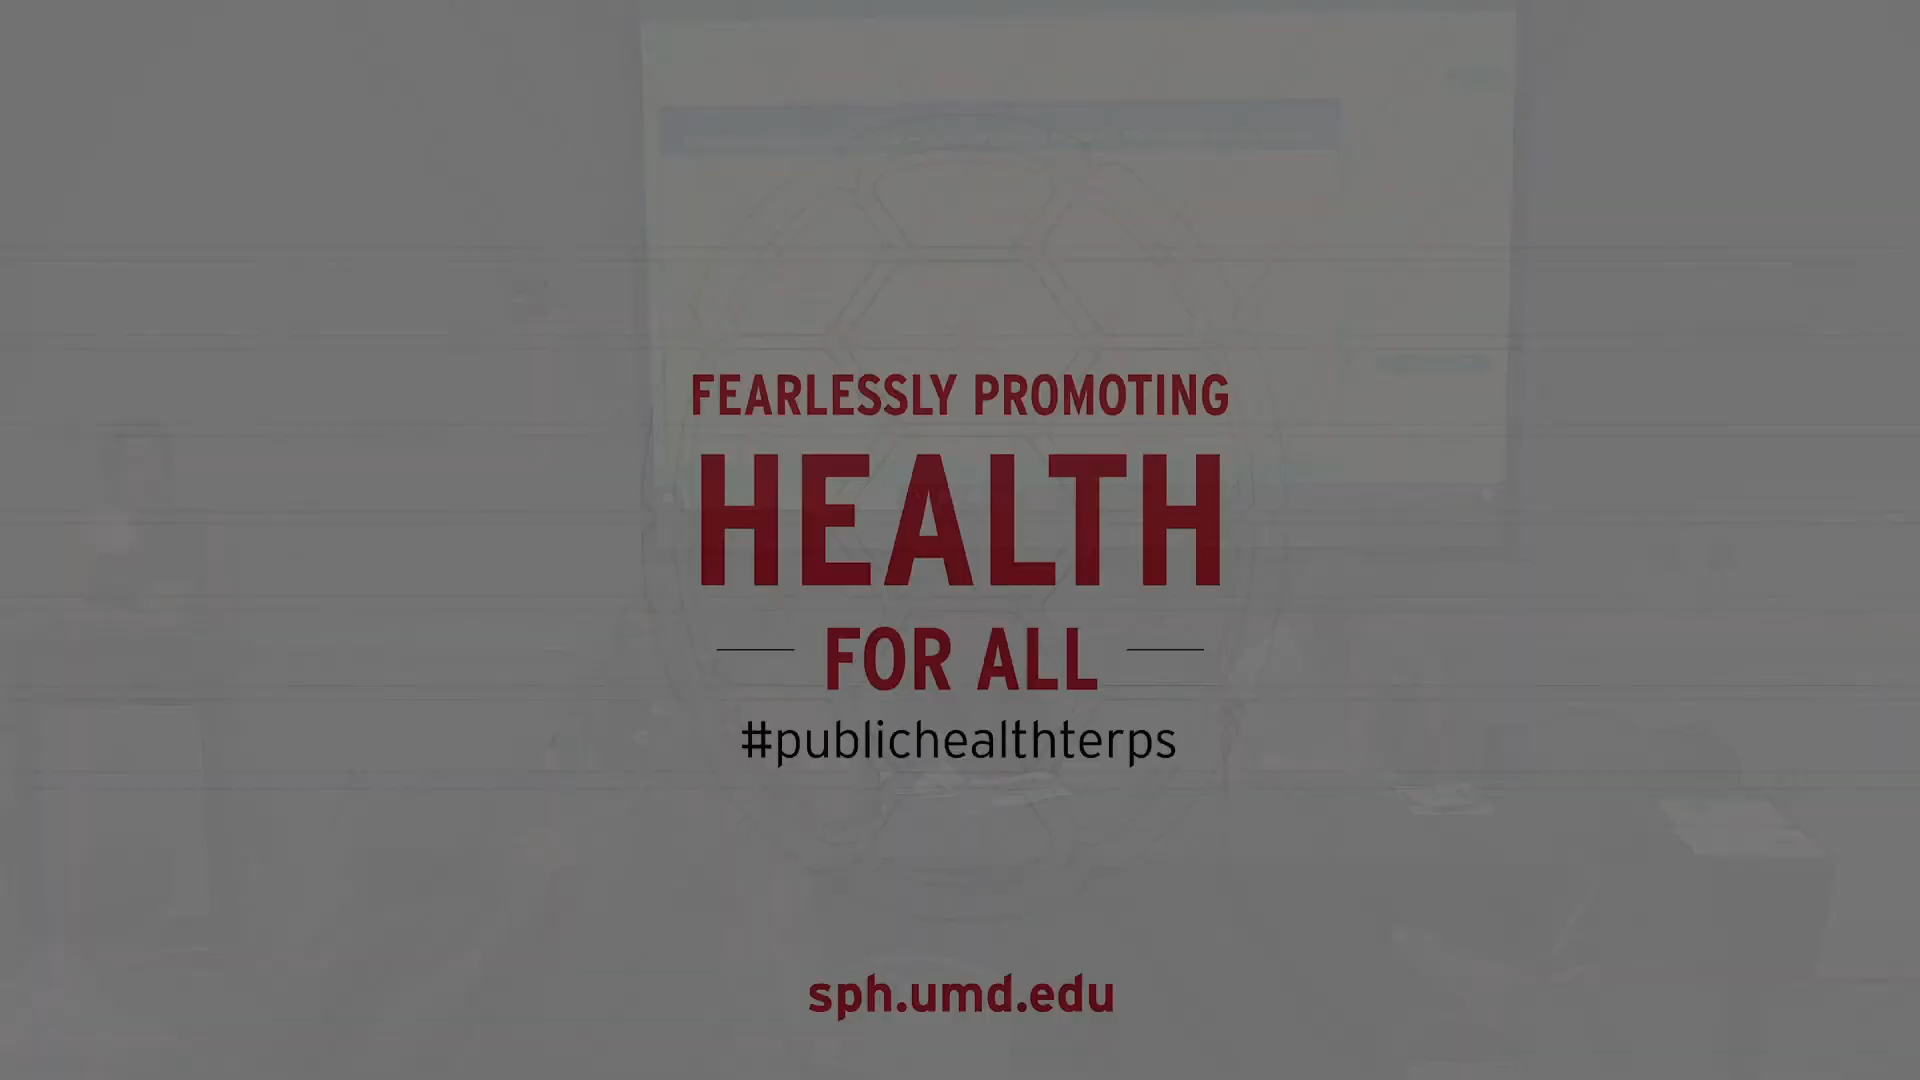 FEARLESSLY PROMOTING
HEALTH
FOR ALL
#publichealthterps
sph.umd.edu